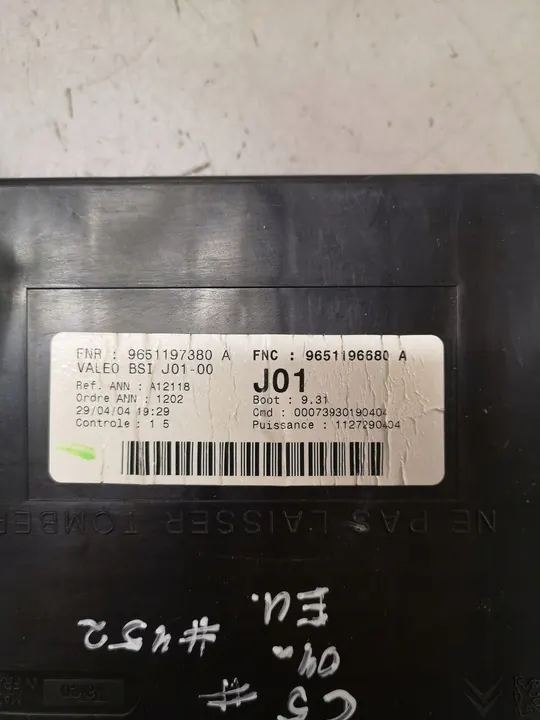 FNR : 9651197380 A
VALEO BSI J01-00
Ref. ANN : A12118
Ordre ANN : 1202
29/04/04 19:29
Controle : 1 5
FNC : 9651196680 A
J01
Boot : 9.31
Cmd : 00073930190404
Puissance : 1127290404
NE PAS LAISSER TOMBER
EU.
#452
04
C5 #